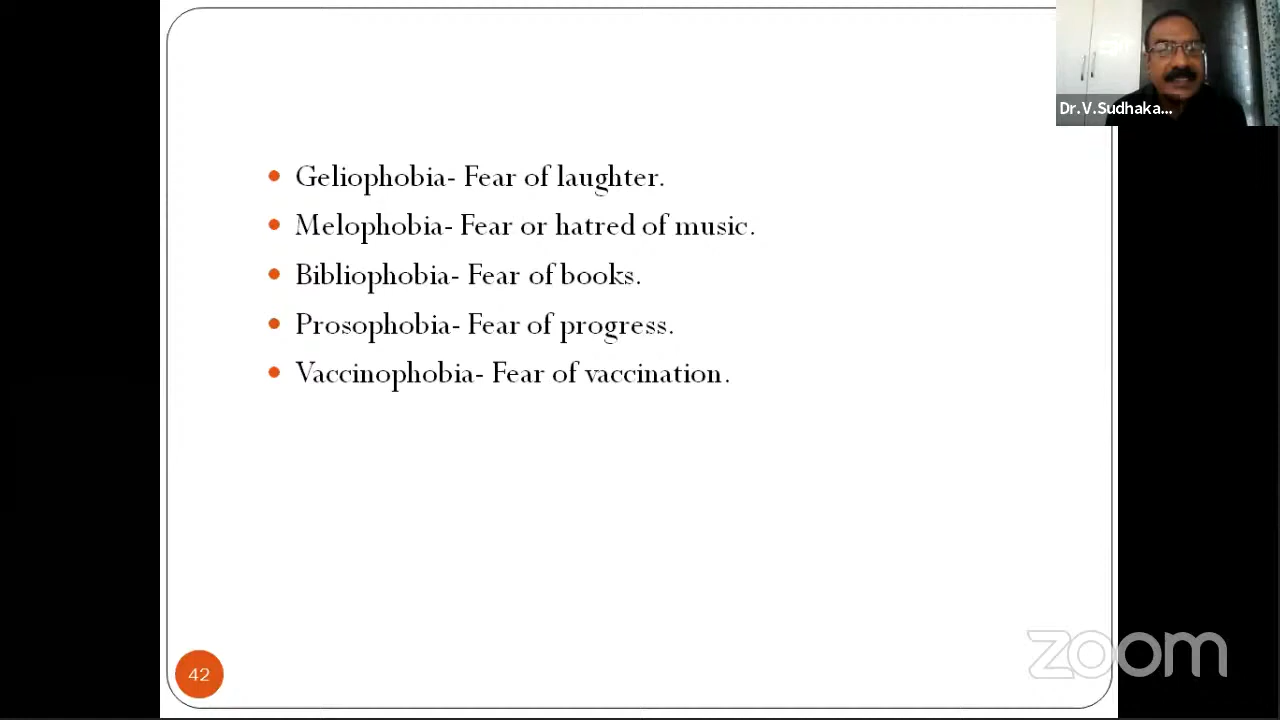 Dr.V.Sudhaka...
Geliophobia- Fear of laughter.
Melophobia- Fear or hatred of music.
Bibliophobia- Fear of books.
Prosophobia- Fear of progress.
Vaccinophobia- Fear of vaccination.
42
zoom